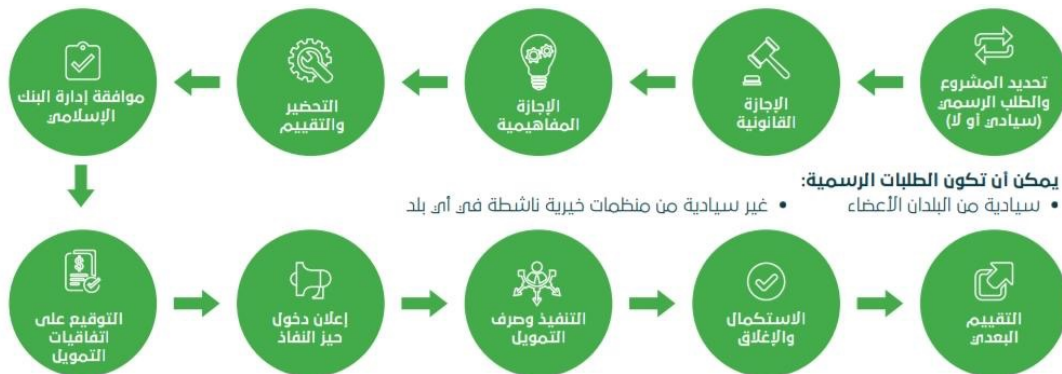 تحديد المشروع
والطلب الرسمي
(سيادي أو لا)
الإجازة
القانونية
الإجازة
المفاهيمية
التحضير
والتقييم
موافقة إدارة البنك
الإسلامي
يمكن أن تكون الطلبات الرسمية:
• سيادية من البلدان الأعضاء • غير سيادية من منظمات خيرية ناشطة في أي بلد
التوقيع على
اتفاقيات
التمويل
إعلان دخول
حيز النفاذ
التنفيذ وصرف
التمويل
الاستكمال
والإغلاق
التقييم
البعدي